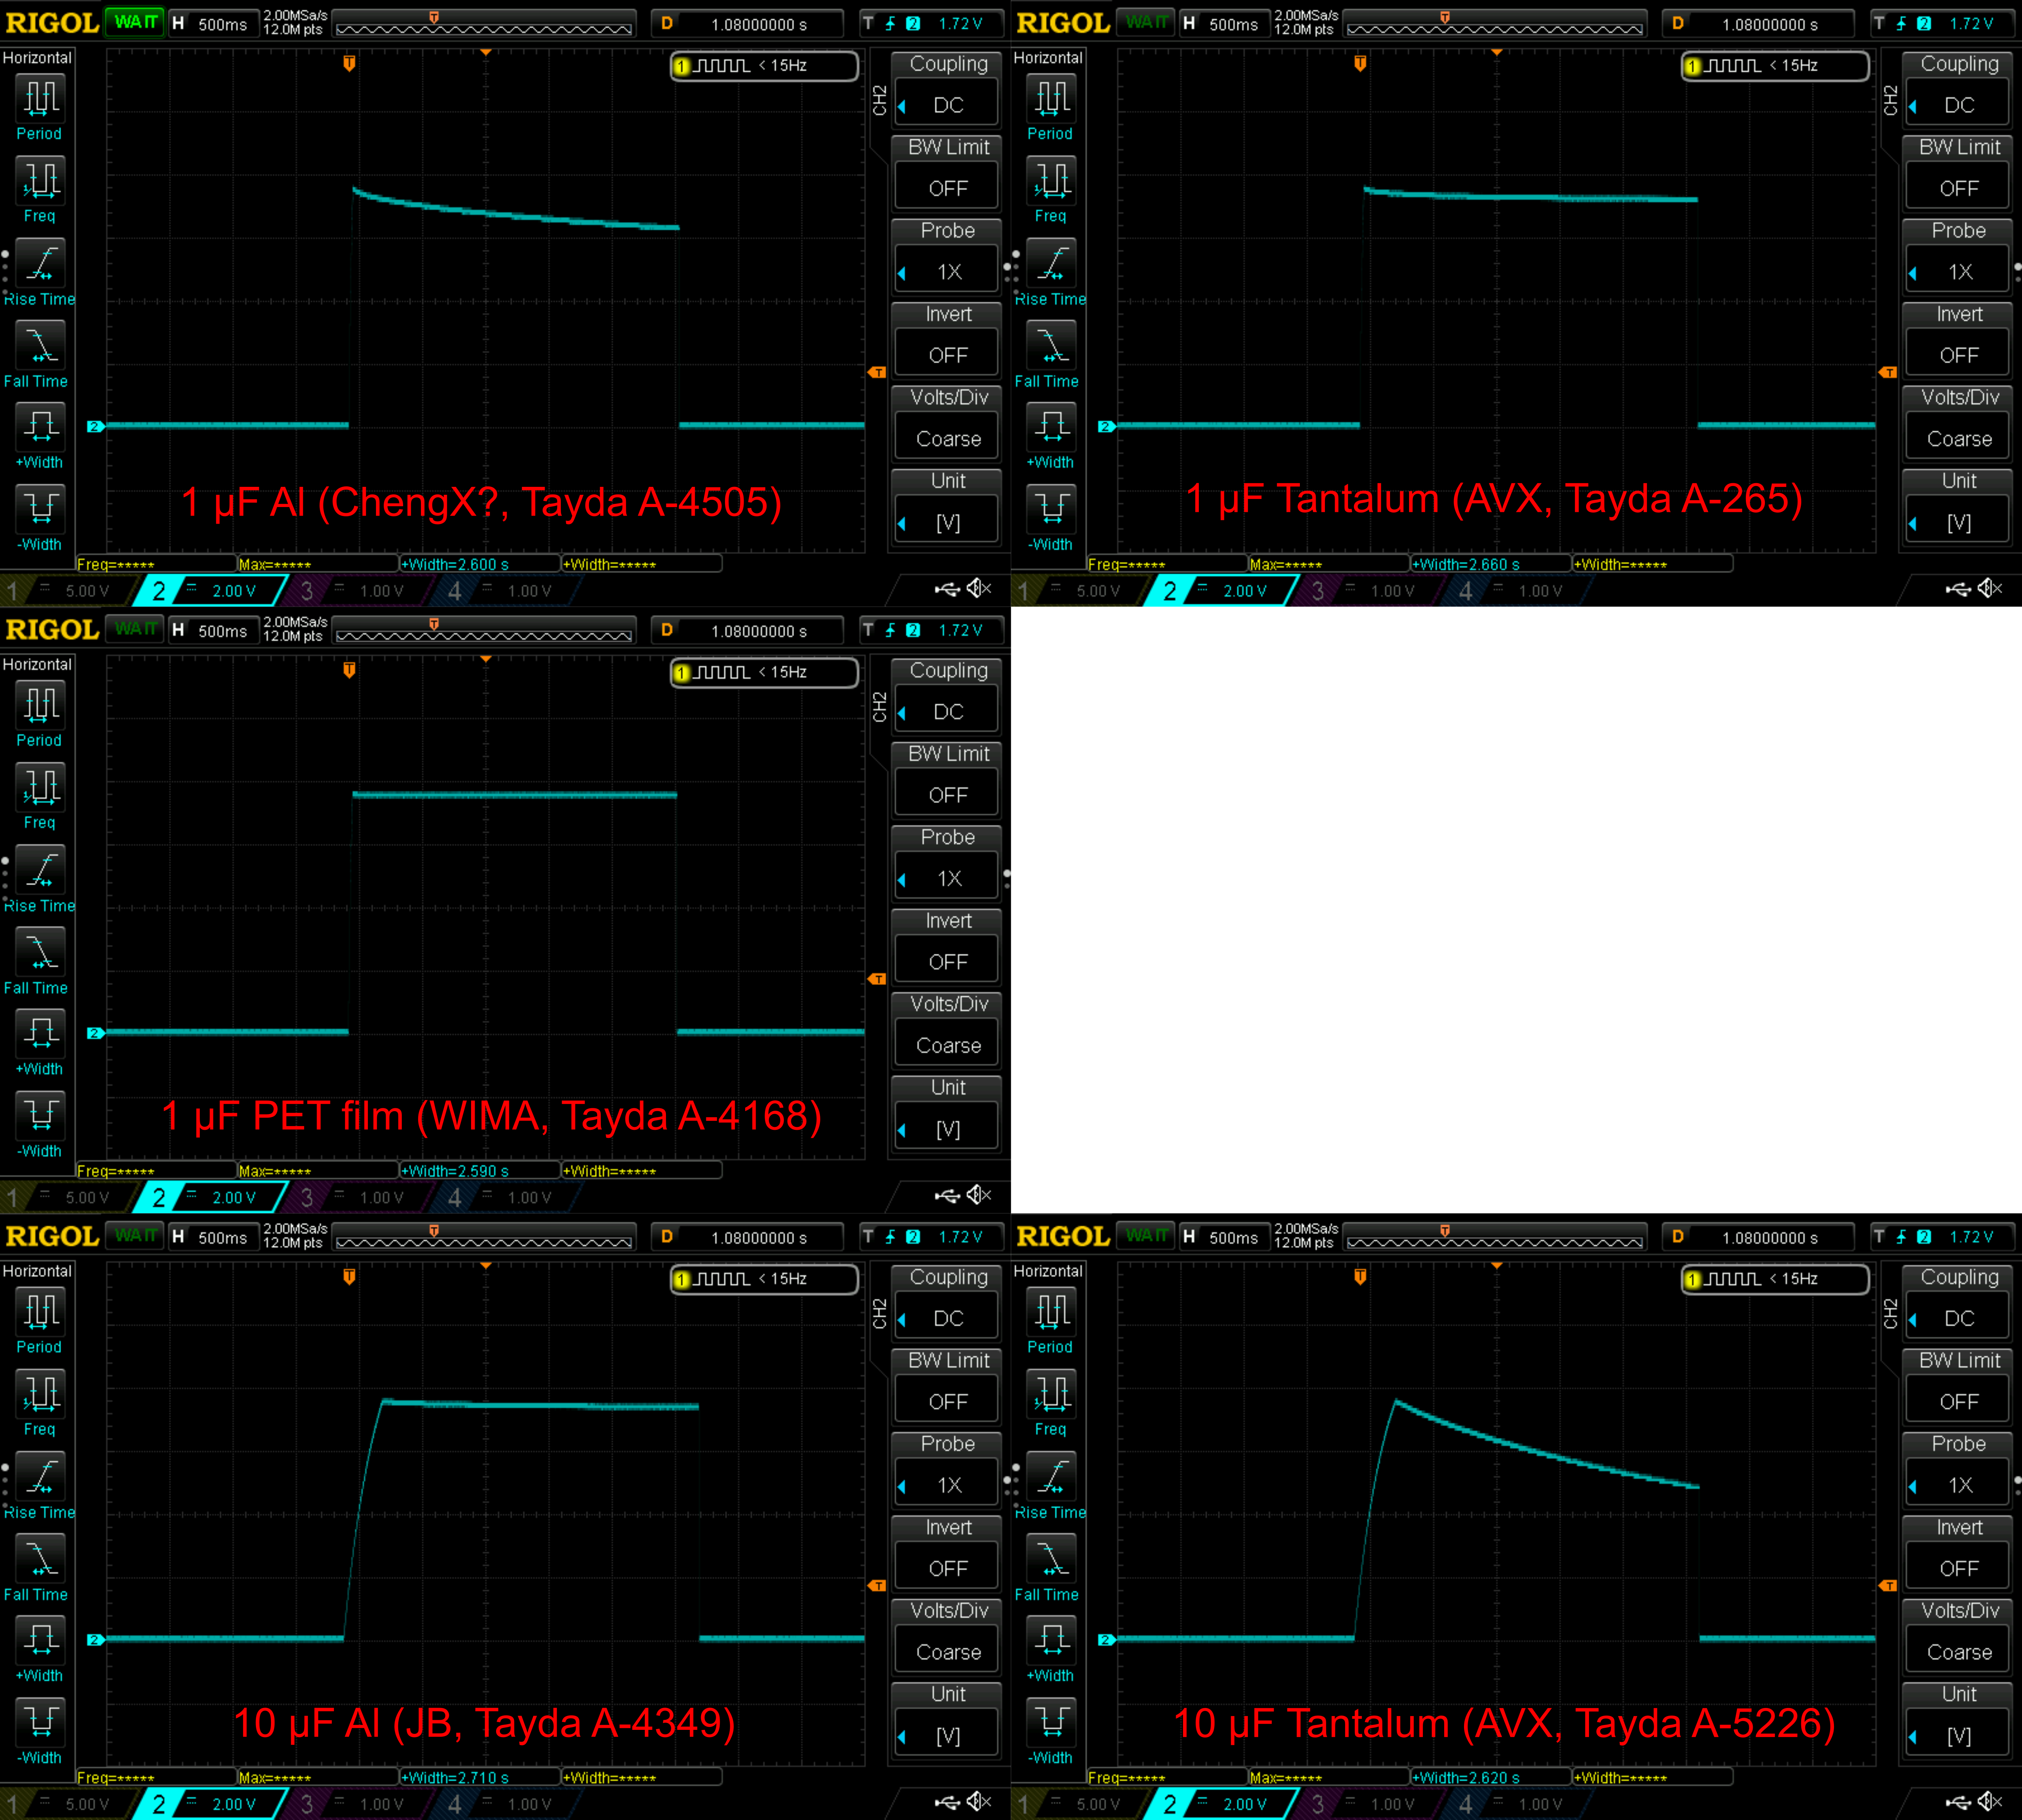 RIGOL WAIT H 500ms 2.00MSa/s 12.0M pts D 1.08000000 s T 2 1.72 V
Horizontal
Period
Freq
Rise Time
Fall Time
+Width
-Width
T
1 < 15Hz
CH2
Coupling
DC
BW Limit
OFF
Probe
1X
Invert
OFF
Volts/Div
Coarse
Unit
[V]
T
2
1 µF Al (ChengX?, Tayda A-4505)
Freq=***** Max=***** +Width=2.600 s +Width=*****
1 5.00 V 2 2.00 V 3 1.00 V 4 1.00 V
RIGOL WAIT H 500ms 2.00MSa/s 12.0M pts D 1.08000000 s T 2 1.72 V
Horizontal
Period
Freq
Rise Time
Fall Time
+Width
-Width
T
1 < 15Hz
CH2
Coupling
DC
BW Limit
OFF
Probe
1X
Invert
OFF
Volts/Div
Coarse
Unit
[V]
T
2
1 µF Tantalum (AVX, Tayda A-265)
Freq=***** Max=***** +Width=2.660 s +Width=*****
1 5.00 V 2 2.00 V 3 1.00 V 4 1.00 V
RIGOL WAIT H 500ms 2.00MSa/s 12.0M pts D 1.08000000 s T 2 1.72 V
Horizontal
Period
Freq
Rise Time
Fall Time
+Width
-Width
T
1 < 15Hz
CH2
Coupling
DC
BW Limit
OFF
Probe
1X
Invert
OFF
Volts/Div
Coarse
Unit
[V]
T
2
1 µF PET film (WIMA, Tayda A-4168)
Freq=***** Max=***** +Width=2.590 s +Width=*****
1 5.00 V 2 2.00 V 3 1.00 V 4 1.00 V
RIGOL WAIT H 500ms 2.00MSa/s 12.0M pts D 1.08000000 s T 2 1.72 V
Horizontal
Period
Freq
Rise Time
Fall Time
+Width
-Width
T
1 < 15Hz
CH2
Coupling
DC
BW Limit
OFF
Probe
1X
Invert
OFF
Volts/Div
Coarse
Unit
[V]
T
2
10 µF Al (JB, Tayda A-4349)
Freq=***** Max=***** +Width=2.710 s +Width=*****
1 5.00 V 2 2.00 V 3 1.00 V 4 1.00 V
RIGOL WAIT H 500ms 2.00MSa/s 12.0M pts D 1.08000000 s T 2 1.72 V
Horizontal
Period
Freq
Rise Time
Fall Time
+Width
-Width
T
1 < 15Hz
CH2
Coupling
DC
BW Limit
OFF
Probe
1X
Invert
OFF
Volts/Div
Coarse
Unit
[V]
T
2
10 µF Tantalum (AVX, Tayda A-5226)
Freq=***** Max=***** +Width=2.620 s +Width=*****
1 5.00 V 2 2.00 V 3 1.00 V 4 1.00 V